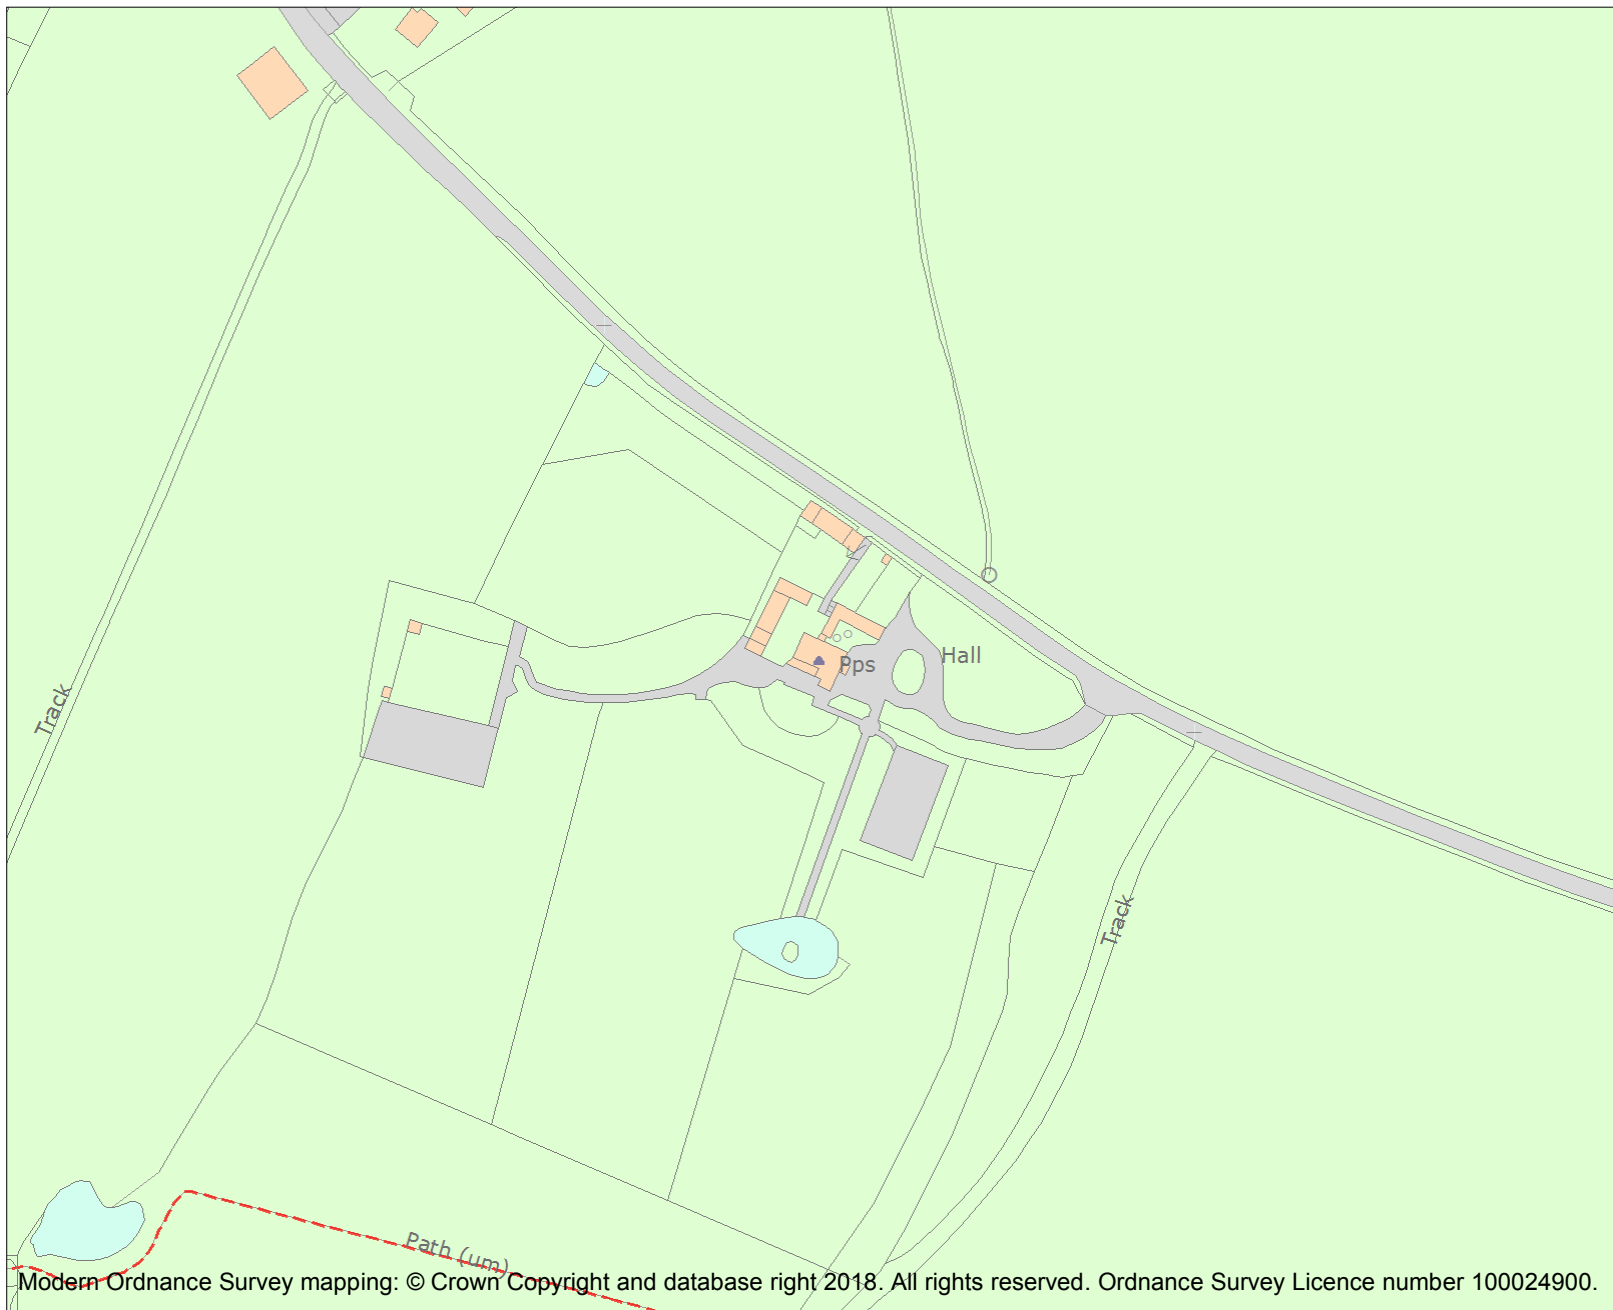 Hall
Pps
Track
Track
Path (um)
Modern Ordnance Survey mapping: © Crown Copyright and database right 2018. All rights reserved. Ordnance Survey Licence number 100024900.